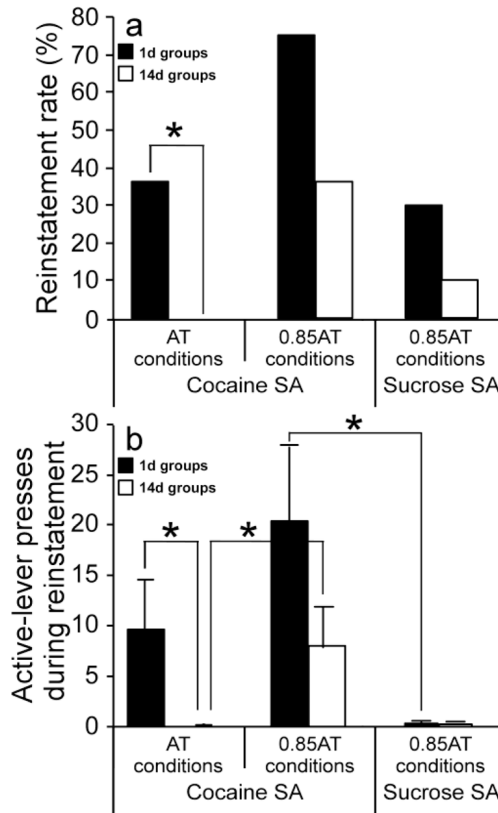 a
Reinstatement rate (%)
80
70
60
50
40
30
20
10
0
1d groups
14d groups
*
AT
conditions
0.85AT
conditions
0.85AT
conditions
Cocaine SA
Sucrose SA
b
Active-lever presses
during reinstatement
30
25
20
15
10
5
0
1d groups
14d groups
*
*
*
AT
conditions
0.85AT
conditions
0.85AT
conditions
Cocaine SA
Sucrose SA